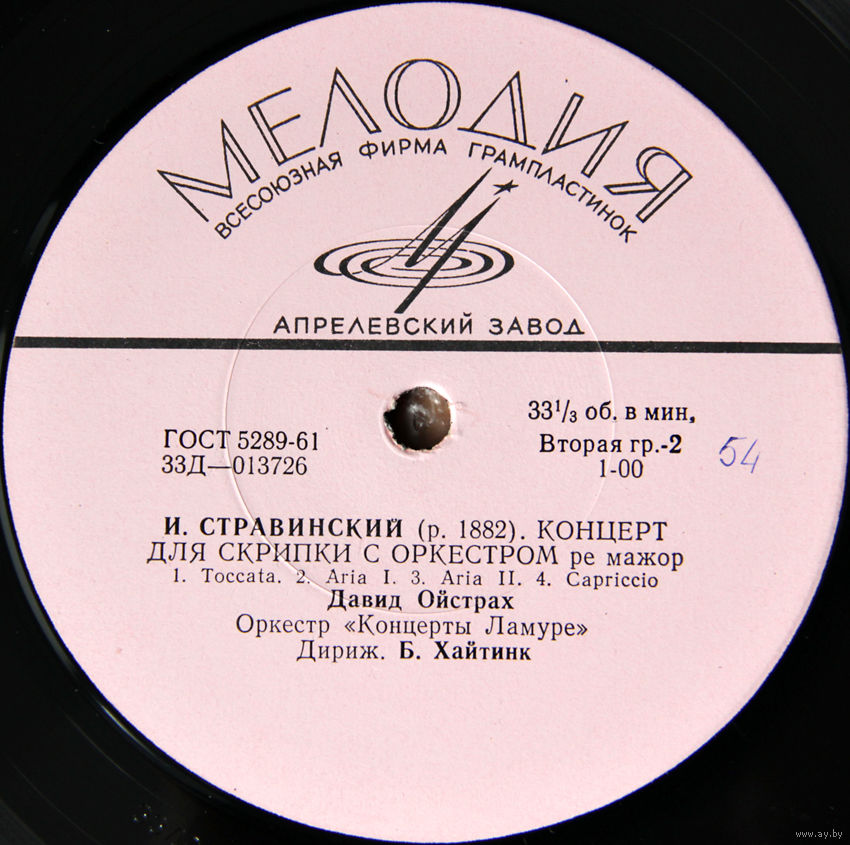 МЕЛОДИЯ
ВСЕСОЮЗНАЯ ФИРМА ГРАМПЛАСТИНОК
АПРЕЛЕВСКИЙ ЗАВОД
ГОСТ 5289-61
33Д—013726
33 1/3 об. в мин,
Вторая гр.-2
1-00
54
И. СТРАВИНСКИЙ (р. 1882). КОНЦЕРТ
ДЛЯ СКРИПКИ С ОРКЕСТРОМ ре мажор
1. Toccata. 2. Aria I. 3. Aria II. 4. Capriccio
Давид Ойстрах
Оркестр «Концерты Ламуре»
Дириж. Б. Хайтинк
www.ay.by